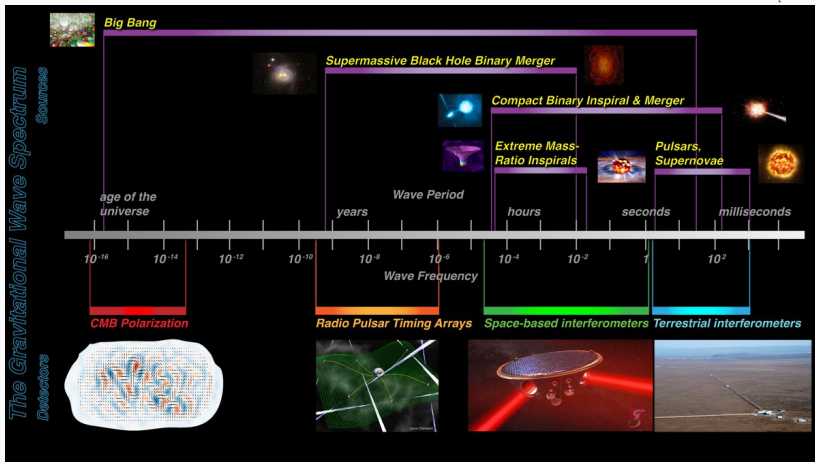 The Gravitational Wave Spectrum
Sources
Detectors
Big Bang
Supermassive Black Hole Binary Merger
Compact Binary Inspiral & Merger
Extreme Mass-
Ratio Inspirals
Pulsars,
Supernovae
age of the
universe
Wave Period
years
hours
seconds
milliseconds
10⁻¹⁶
10⁻¹⁴
10⁻¹²
10⁻¹⁰
10⁻⁸
10⁻⁶
10⁻⁴
10⁻²
1
10²
Wave Frequency
CMB Polarization
Radio Pulsar Timing Arrays
Space-based interferometers
Terrestrial interferometers